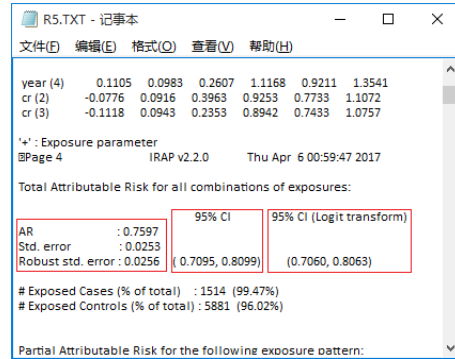 R5.TXT - 记事本
文件(F) 编辑(E) 格式(O) 查看(V) 帮助(H)
year (4) 0.1105 0.0983 0.2607 1.1168 0.9211 1.3541
cr (2) -0.0776 0.0916 0.3963 0.9253 0.7733 1.1072
cr (3) -0.1118 0.0943 0.2353 0.8942 0.7433 1.0757
'+' : Exposure parameter
Page 4 IRAP v2.2.0 Thu Apr 6 00:59:47 2017
Total Attributable Risk for all combinations of exposures:
95% CI 95% CI (Logit transform)
AR : 0.7597
Std. error : 0.0253
Robust std. error : 0.0256 ( 0.7095, 0.8099) (0.7060, 0.8063)
# Exposed Cases (% of total) : 1514 (99.47%)
# Exposed Controls (% of total) : 5881 (96.02%)
Partial Attributable Risk for the following exposure pattern: